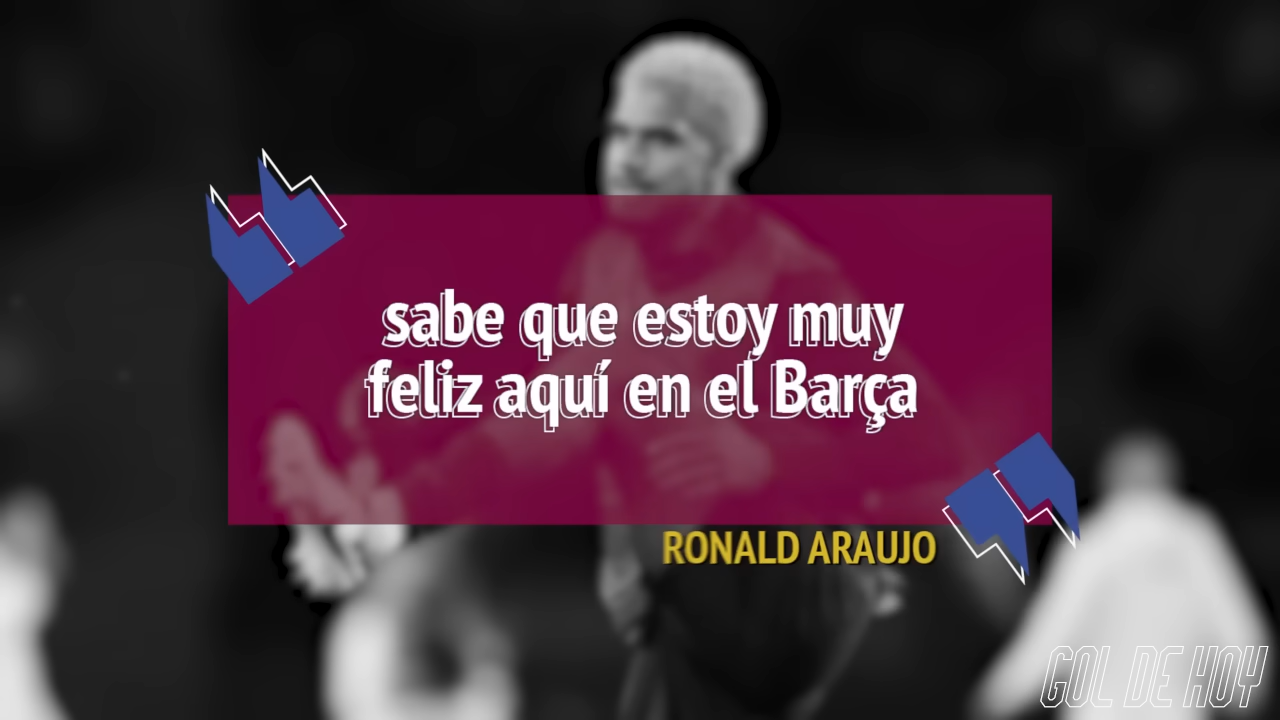 sabe que estoy muy
feliz aquí en el Barça
RONALD ARAUJO
GOL DE HOY